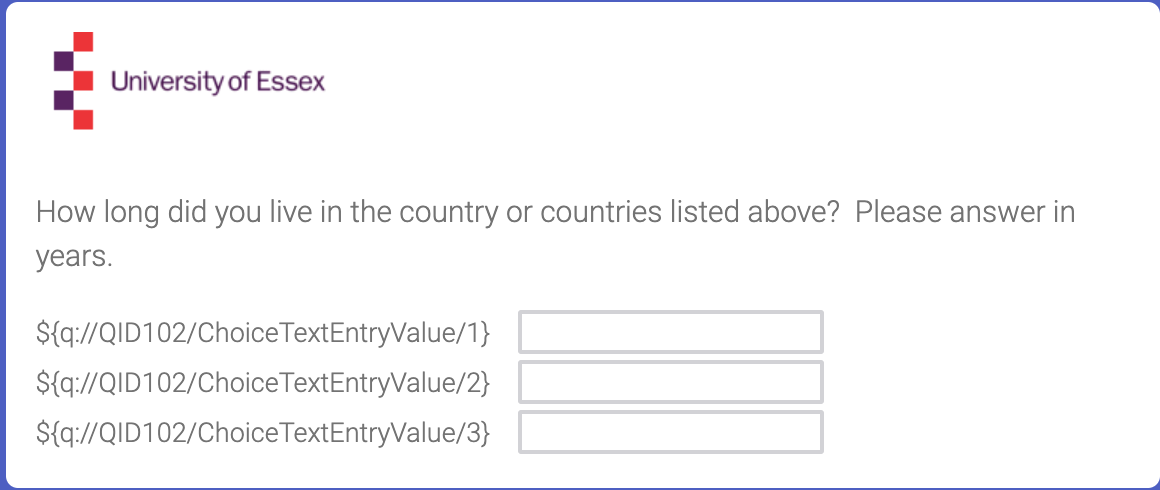 University of Essex
How long did you live in the country or countries listed above?  Please answer in
years.
${q://QID102/ChoiceTextEntryValue/1}
${q://QID102/ChoiceTextEntryValue/2}
${q://QID102/ChoiceTextEntryValue/3}